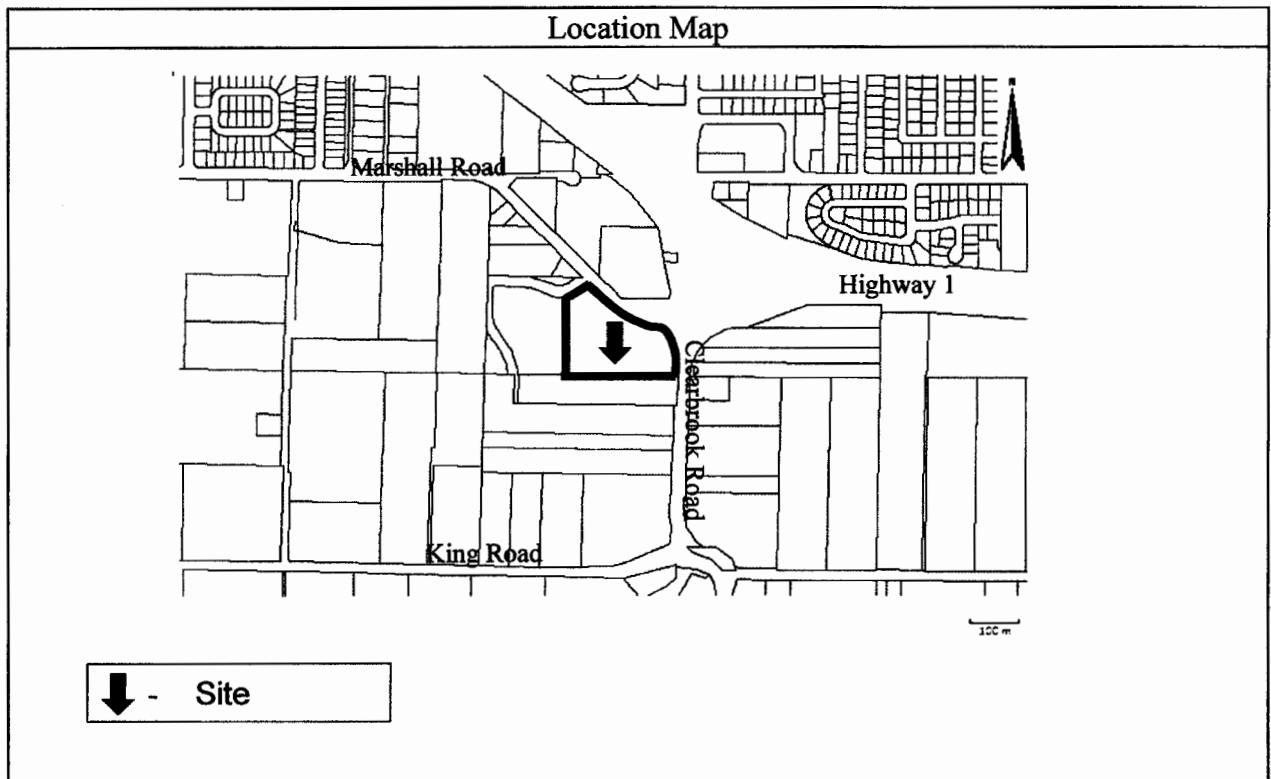 Location Map
N
Marshall Road
Highway 1
Clearbrook Road
King Road
100 m
- Site